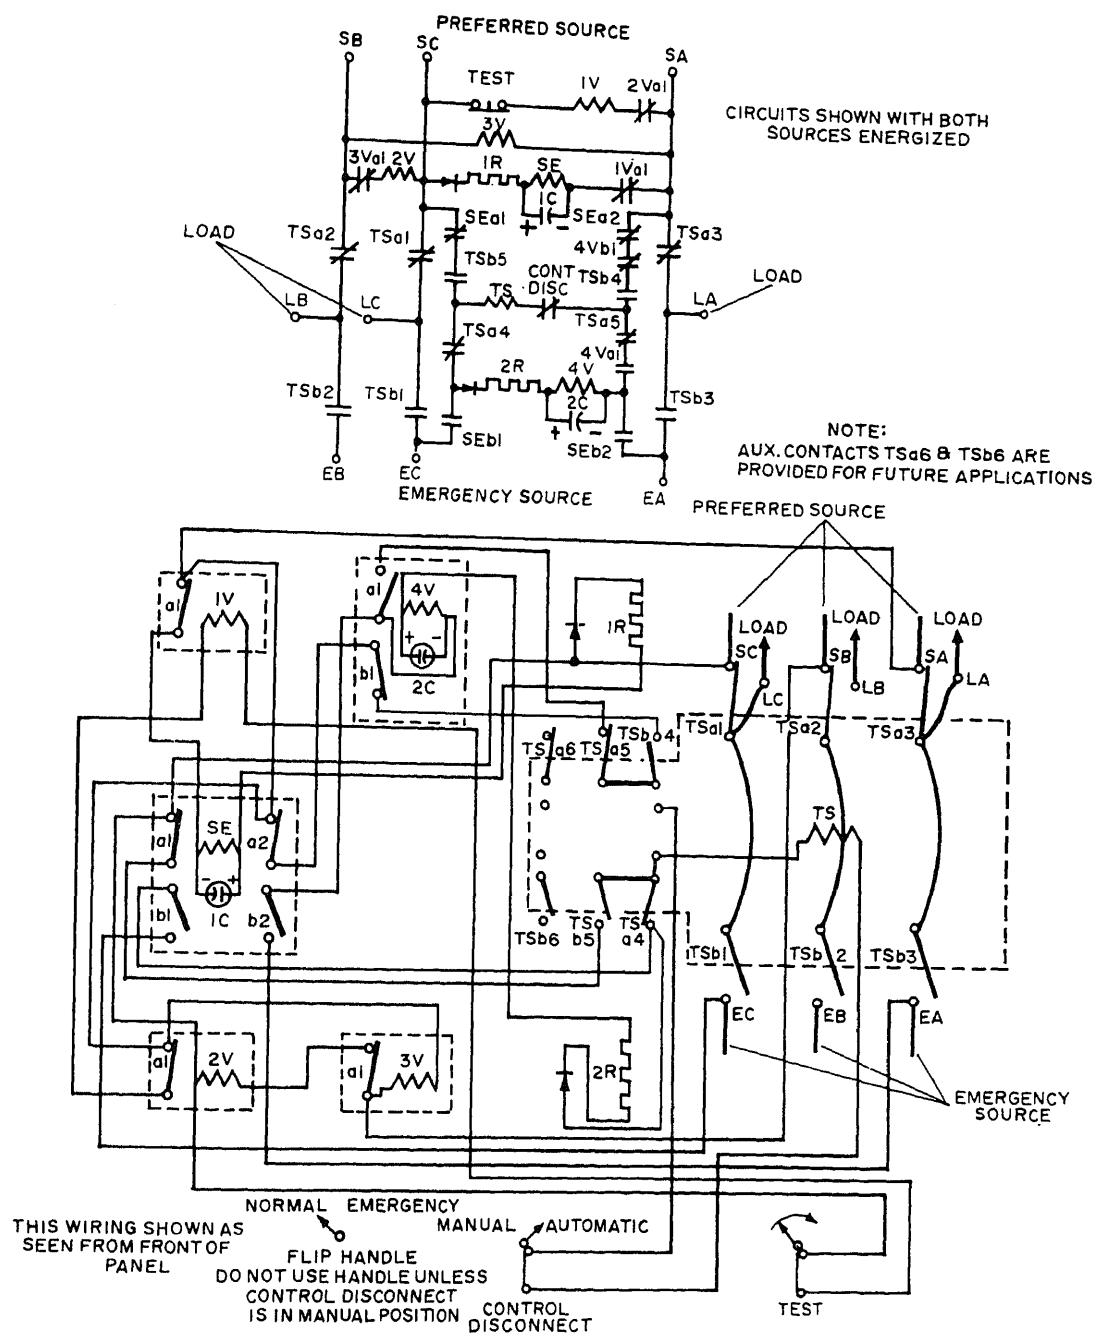 PREFERRED SOURCE
SB
SC
SA
TEST
1V
2Va1
CIRCUITS SHOWN WITH BOTH
SOURCES ENERGIZED
3V
3Va1
2V
1R
SE
1Va1
1C
+
-
SEa1
SEa2
LOAD
TSa2
TSa1
TSa3
4Vb1
TSb5
CONT
DISC
TSb4
LOAD
LB
LC
TS
LA
TSa5
TSa4
4Va1
2R
4V
TSb2
TSb1
2C
TSb3
+
-
SEb1
SEb2
NOTE:
AUX. CONTACTS TSa6 & TSb6 ARE
PROVIDED FOR FUTURE APPLICATIONS
EB
EC
EMERGENCY SOURCE
EA
PREFERRED SOURCE
a1
1V
a1
4V
+
-
2C
b1
1R
LOAD
LOAD
LOAD
SC
SB
SA
LC
LB
LA
TSa1
TSa2
TSa3
TS a6
TS a5
TSb 4
SE
a1
a2
-
+
1C
b1
b2
TS
TSb6
TS
b5
TS
a4
TSb1
TSb 2
TSb3
EC
EB
EA
a1
2V
a1
3V
2R
EMERGENCY
SOURCE
NORMAL EMERGENCY
MANUAL AUTOMATIC
THIS WIRING SHOWN AS
SEEN FROM FRONT OF
PANEL
FLIP HANDLE
DO NOT USE HANDLE UNLESS
CONTROL DISCONNECT
IS IN MANUAL POSITION
CONTROL
DISCONNECT
TEST